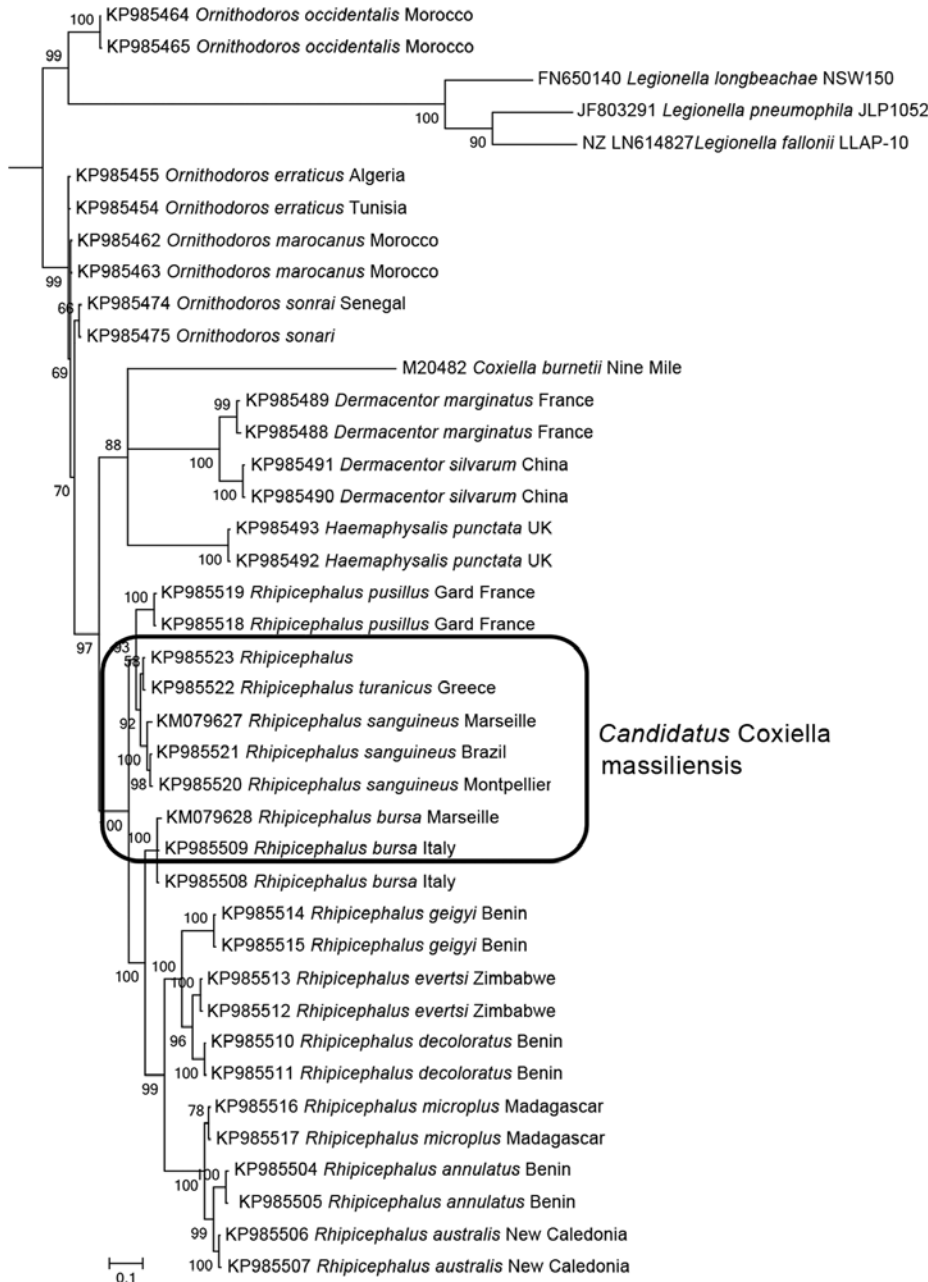 KP985464 Ornithodoros occidentalis Morocco
100
KP985465 Ornithodoros occidentalis Morocco
99
FN650140 Legionella longbeachae NSW150
JF803291 Legionella pneumophila JLP1052
100
90
NZ LN614827Legionella fallonii LLAP-10
KP985455 Ornithodoros erraticus Algeria
KP985454 Ornithodoros erraticus Tunisia
KP985462 Ornithodoros marocanus Morocco
KP985463 Ornithodoros marocanus Morocco
99
KP985474 Ornithodoros sonrai Senegal
66
KP985475 Ornithodoros sonari
69
M20482 Coxiella burnetii Nine Mile
KP985489 Dermacentor marginatus France
99
KP985488 Dermacentor marginatus France
88
100
KP985491 Dermacentor silvarum China
70
100
KP985490 Dermacentor silvarum China
KP985493 Haemaphysalis punctata UK
100
KP985492 Haemaphysalis punctata UK
KP985519 Rhipicephalus pusillus Gard France
100
KP985518 Rhipicephalus pusillus Gard France
97
93
58
KP985523 Rhipicephalus
KP985522 Rhipicephalus turanicus Greece
92
KM079627 Rhipicephalus sanguineus Marseille
Candidatus Coxiella
massiliensis
100
KP985521 Rhipicephalus sanguineus Brazil
98
KP985520 Rhipicephalus sanguineus Montpellier
100
KM079628 Rhipicephalus bursa Marseille
100
KP985509 Rhipicephalus bursa Italy
KP985508 Rhipicephalus bursa Italy
100
KP985514 Rhipicephalus geigyi Benin
KP985515 Rhipicephalus geigyi Benin
100
100
100
KP985513 Rhipicephalus evertsi Zimbabwe
KP985512 Rhipicephalus evertsi Zimbabwe
96
KP985510 Rhipicephalus decoloratus Benin
100
KP985511 Rhipicephalus decoloratus Benin
99
78
KP985516 Rhipicephalus microplus Madagascar
KP985517 Rhipicephalus microplus Madagascar
100
100
KP985504 Rhipicephalus annulatus Benin
KP985505 Rhipicephalus annulatus Benin
99
KP985506 Rhipicephalus australis New Caledonia
100
KP985507 Rhipicephalus australis New Caledonia
0.1